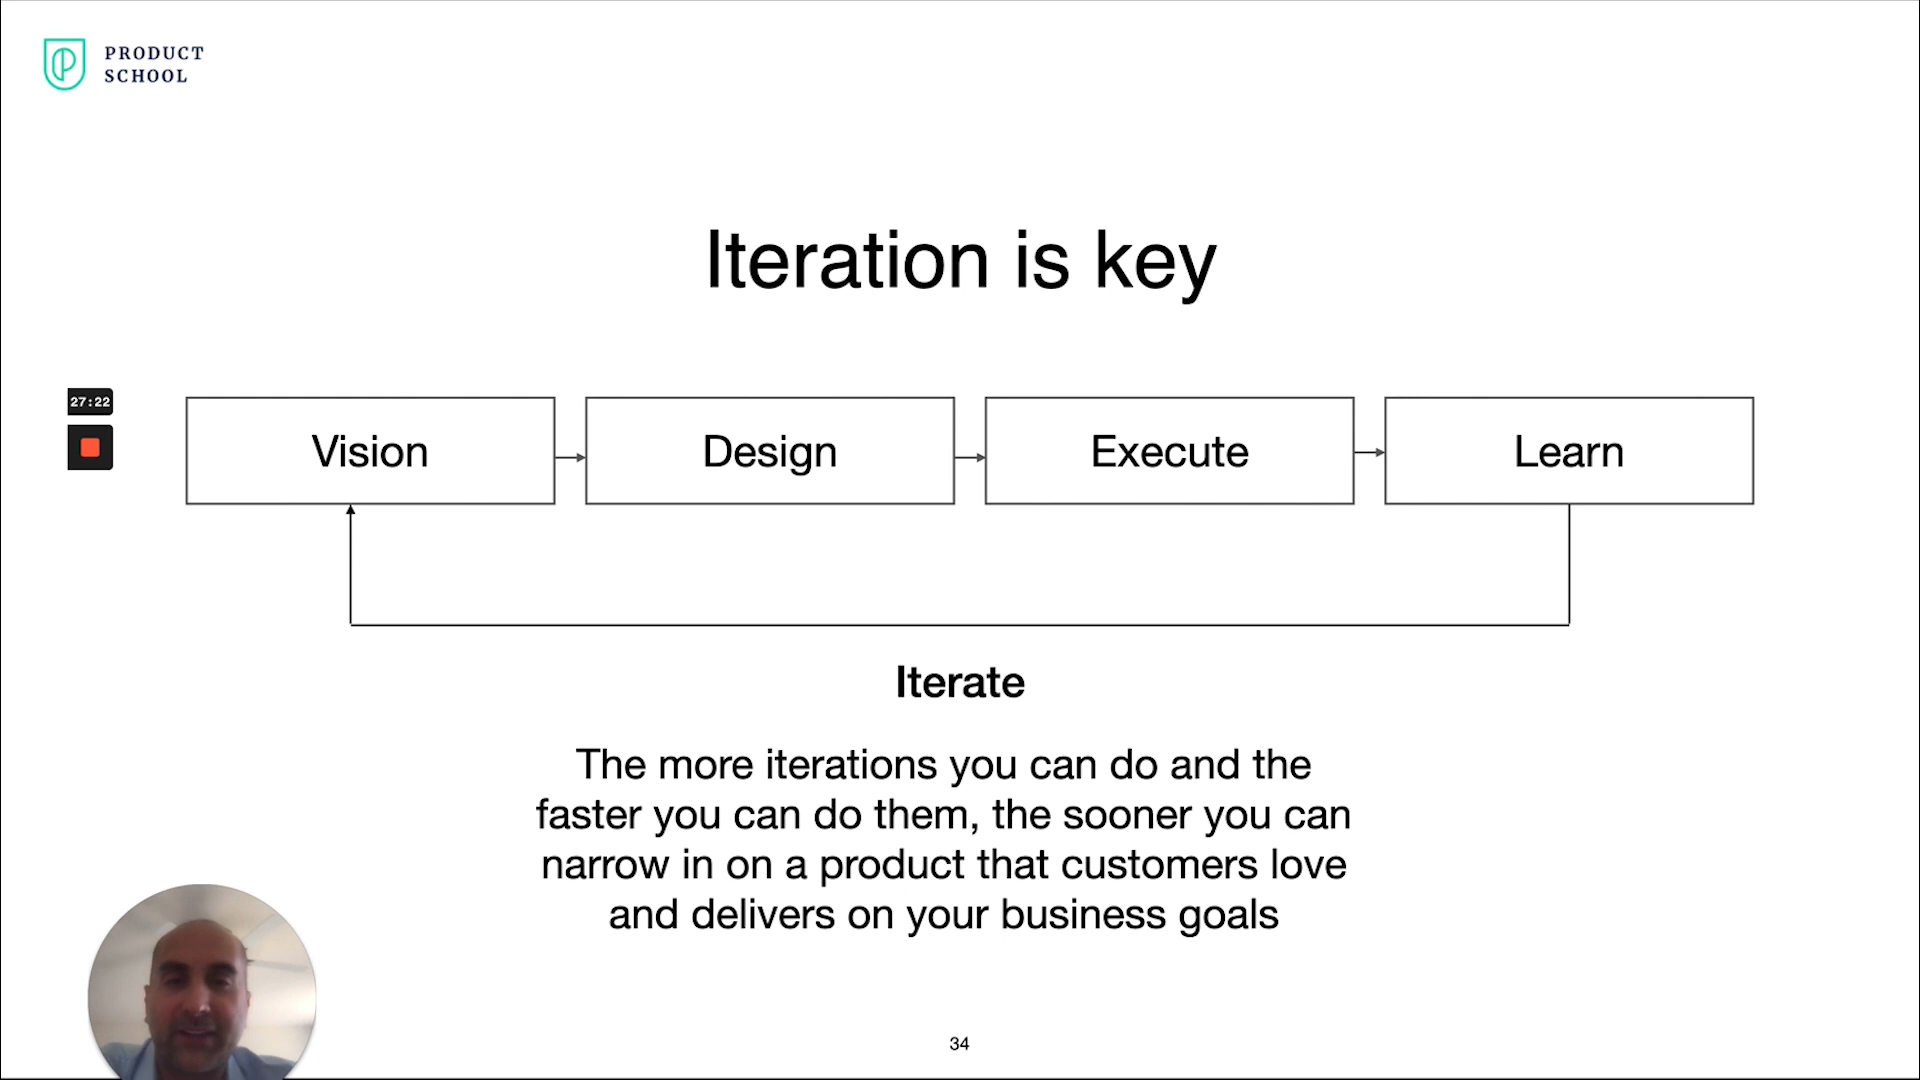 PRODUCT
SCHOOL
Iteration is key
27:22
Vision
Design
Execute
Learn
Iterate
The more iterations you can do and the
faster you can do them, the sooner you can
narrow in on a product that customers love
and delivers on your business goals
34